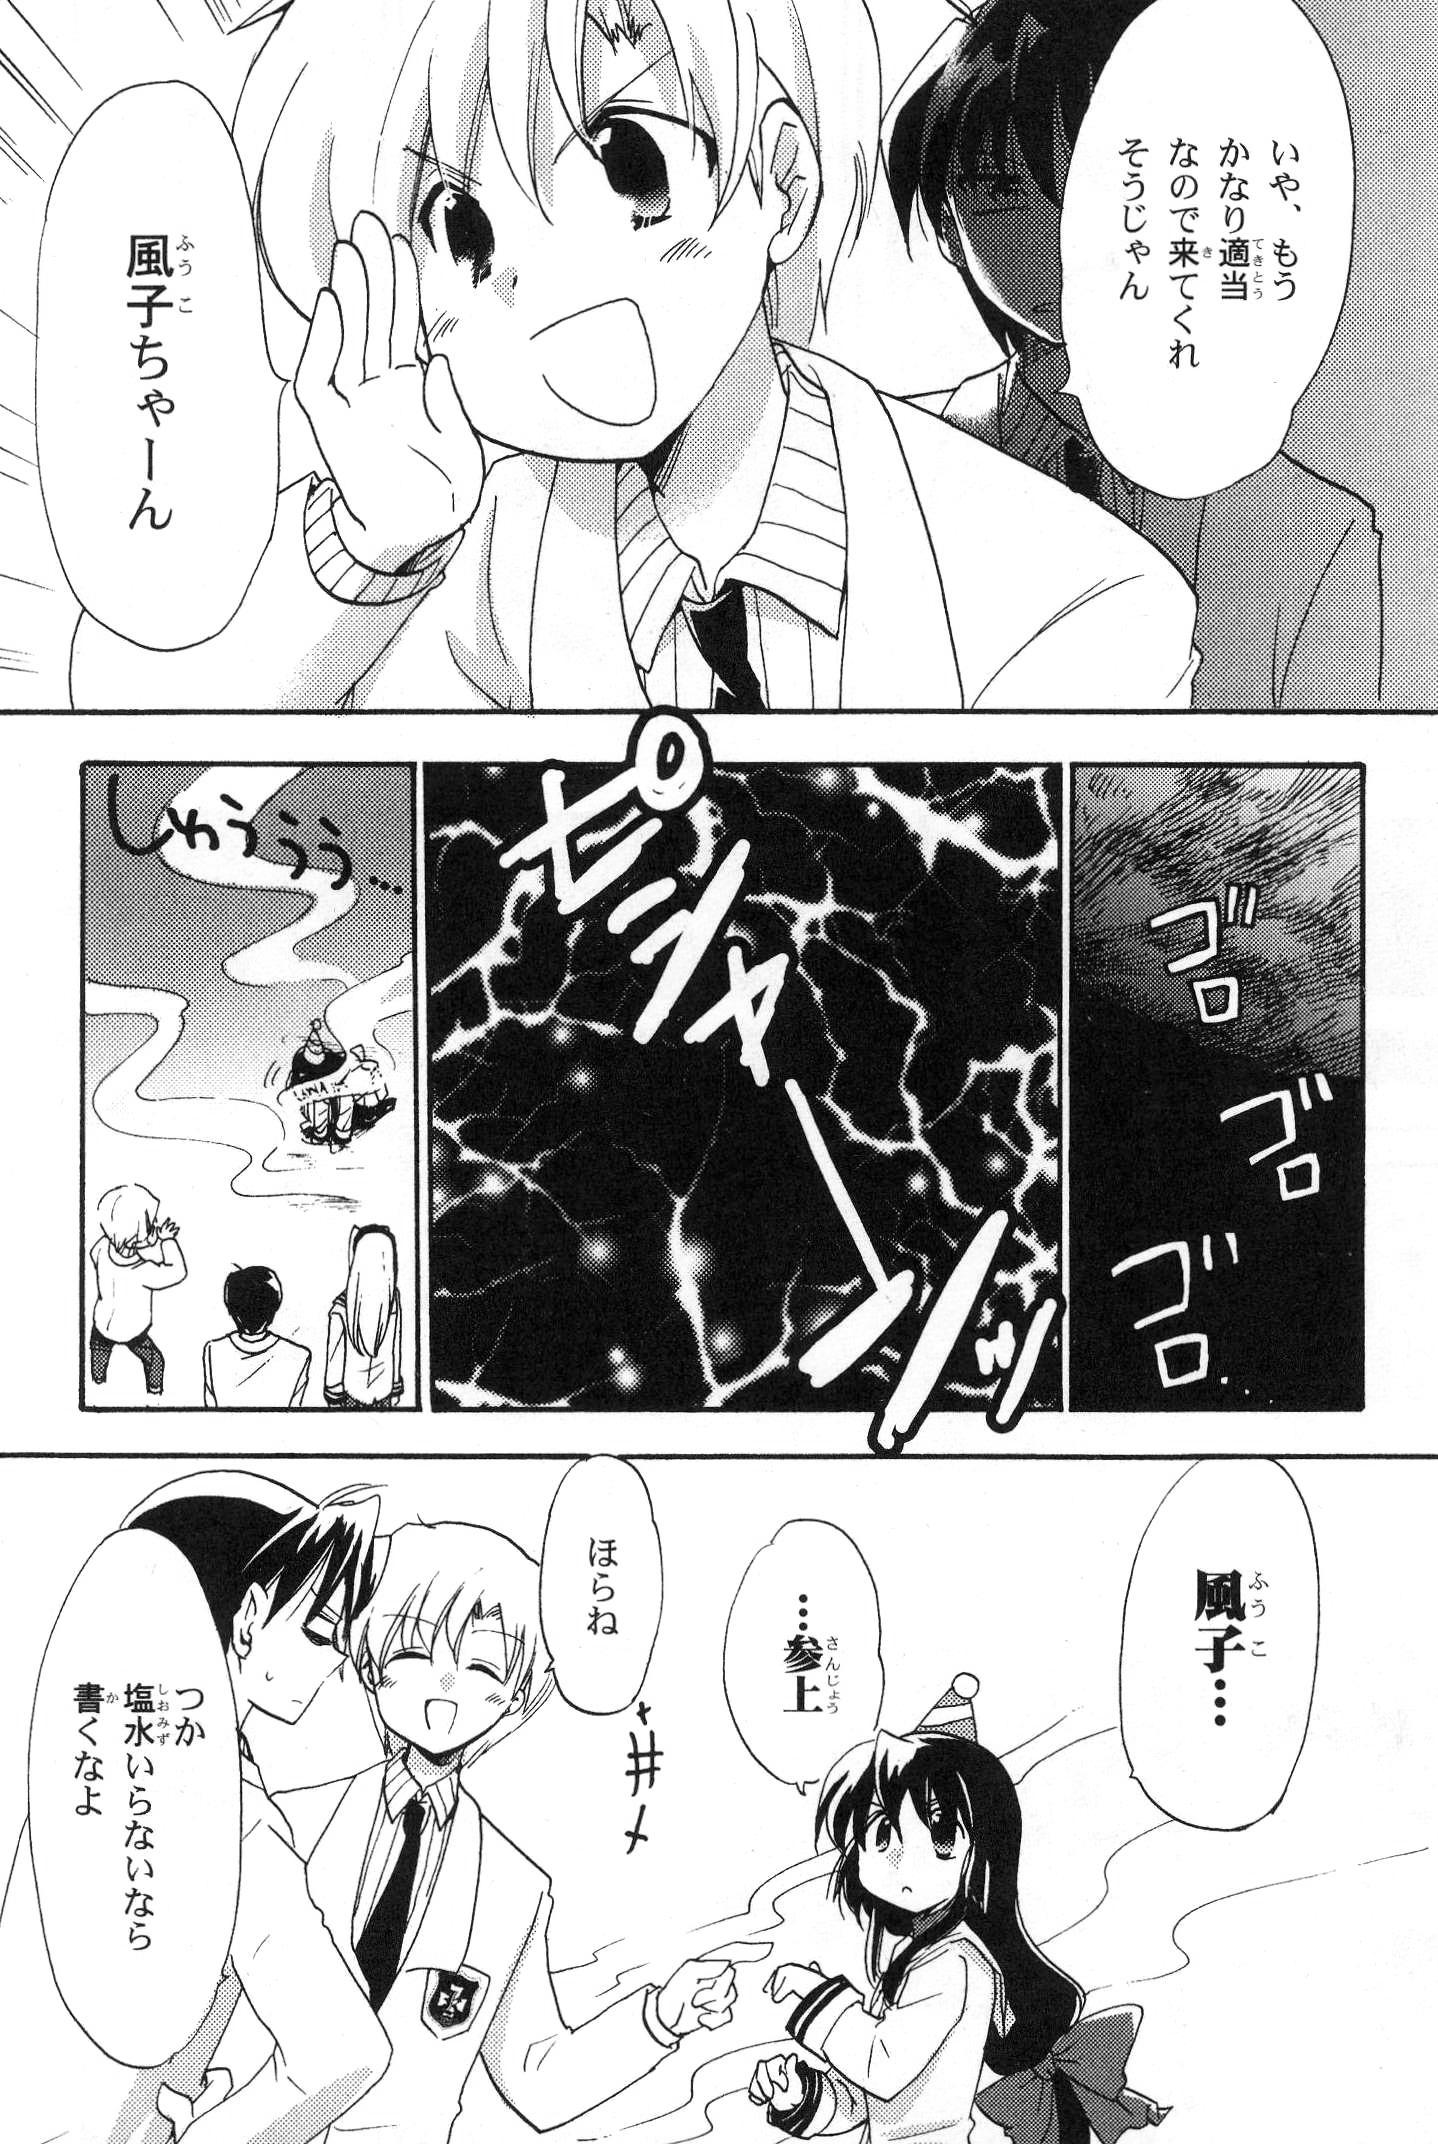 いや、もう
かなり適当
なので来てくれ
そうじゃん
風子ちゃーん
ゴロ
ゴロ
ゴロ
ピシャーンッ
しゅううう…
風子…
…参上
ほらね
つか
塩水いらないなら
書くなよ